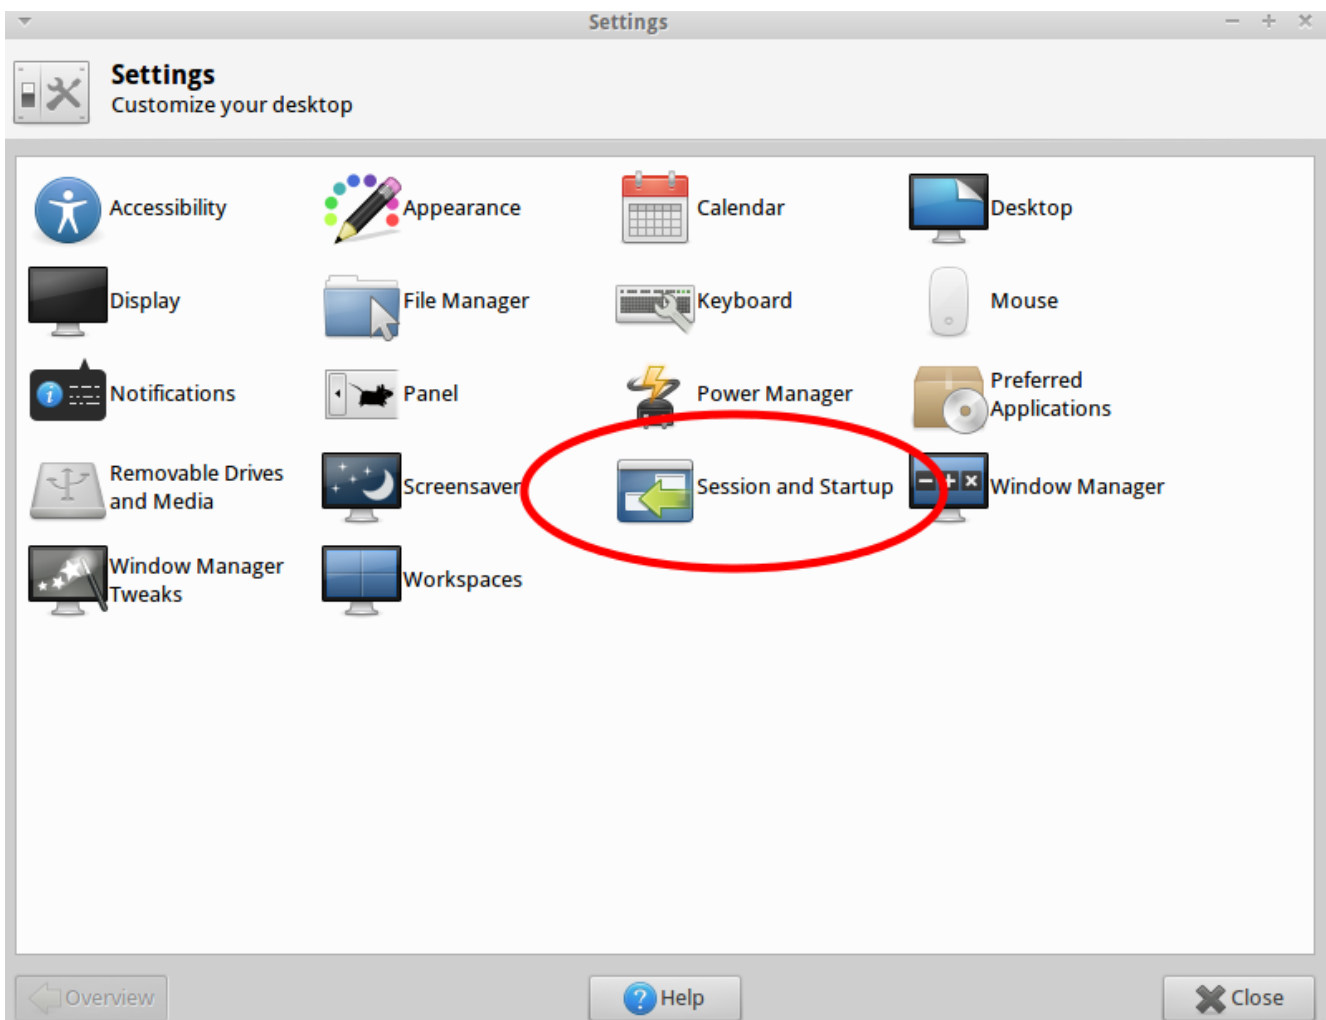 Settings
Settings
Customize your desktop
Accessibility
Appearance
Calendar
Desktop
Display
File Manager
Keyboard
Mouse
Notifications
Panel
Power Manager
Preferred
Applications
Removable Drives
and Media
Screensaver
Session and Startup
Window Manager
Window Manager
Tweaks
Workspaces
Overview
Help
Close